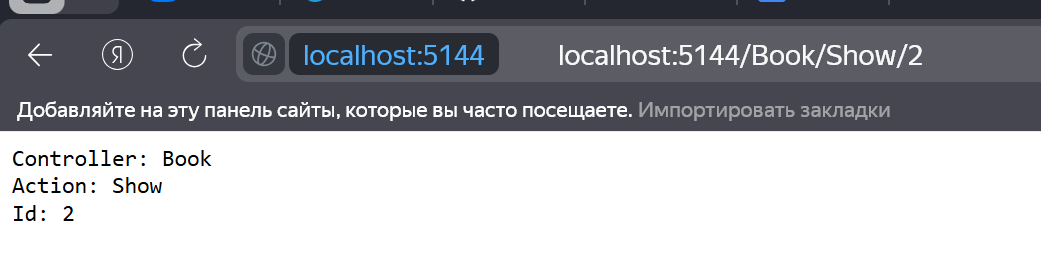 Я localhost:5144 localhost:5144/Book/Show/2
Добавляйте на эту панель сайты, которые вы часто посещаете. Импортировать закладки
Controller: Book
Action: Show
Id: 2